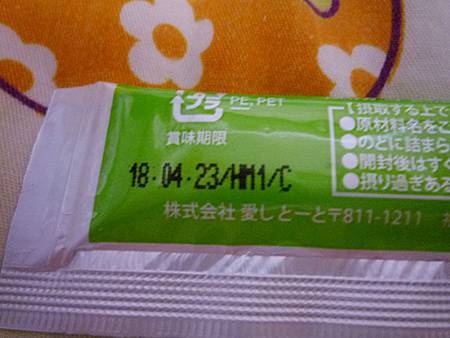 プラ PE, PET
賞味期限
18.04.23/HM1/C
株式会社 愛しとーと〒811-1211
【摂取する上で
●原材料名をご
●のどに詰まら
●開封後はすぐ
●摂り過ぎある